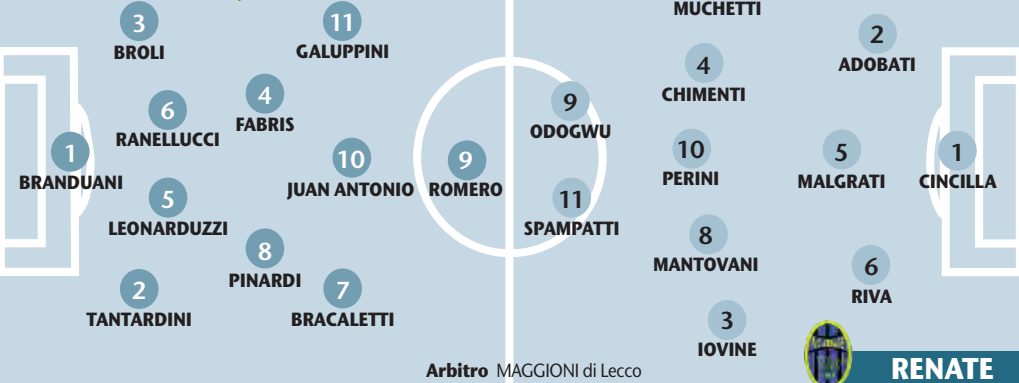 3
BROLI
11
GALUPPINI
6
RANELLUCCI
4
FABRIS
1
BRANDUANI
10
JUAN ANTONIO
9
ROMERO
5
LEONARDUZZI
8
PINARDI
2
TANTARDINI
7
BRACALETTI
MUCHETTI
2
ADOBATI
4
CHIMENTI
9
ODOGWU
10
PERINI
5
MALGRATI
1
CINCILLA
11
SPAMPATTI
8
MANTOVANI
6
RIVA
3
IOVINE
Arbitro MAGGIONI di Lecco
RENATE